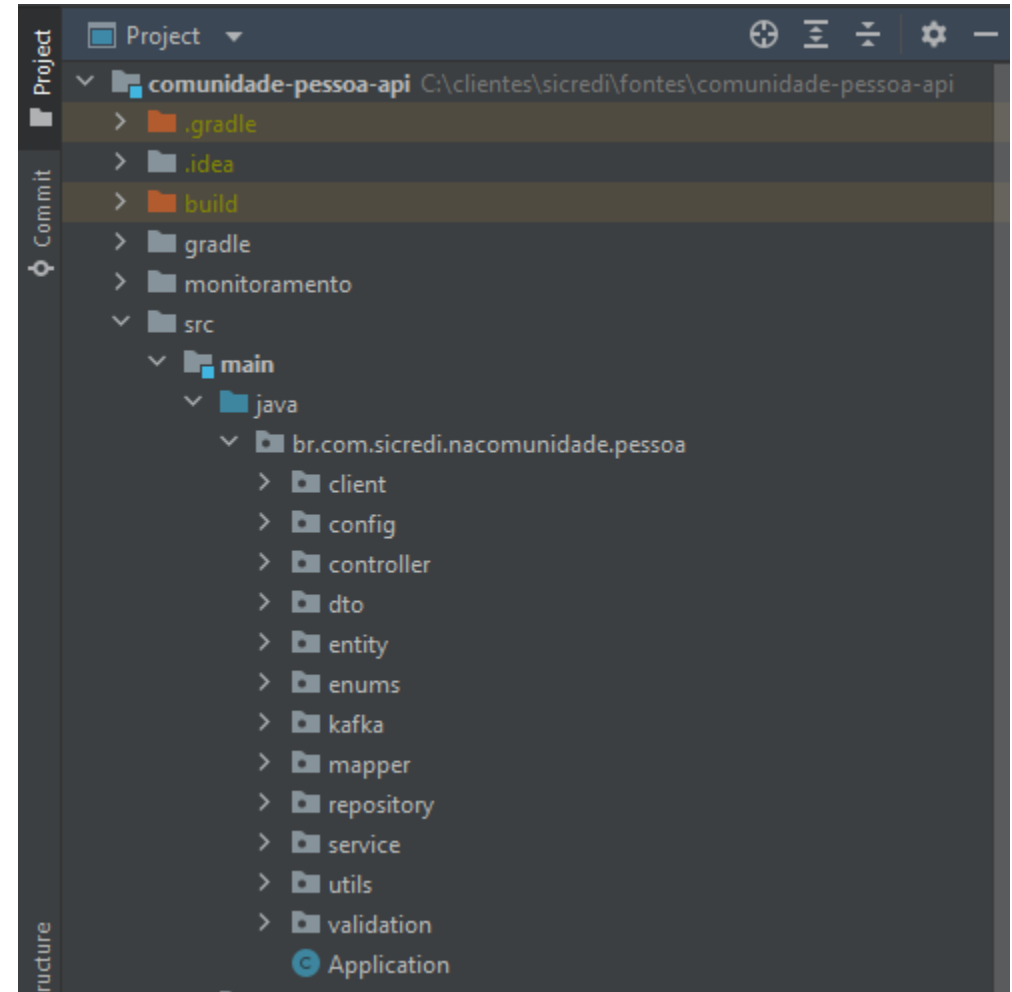 Project
Project
comunidade-pessoa-api C:\clientes\sicredi\fontes\comunidade-pessoa-api
.gradle
.idea
build
Commit
gradle
monitoramento
src
main
java
br.com.sicredi.nacomunidade.pessoa
client
config
controller
dto
entity
enums
kafka
mapper
repository
service
utils
validation
C Application
ructure